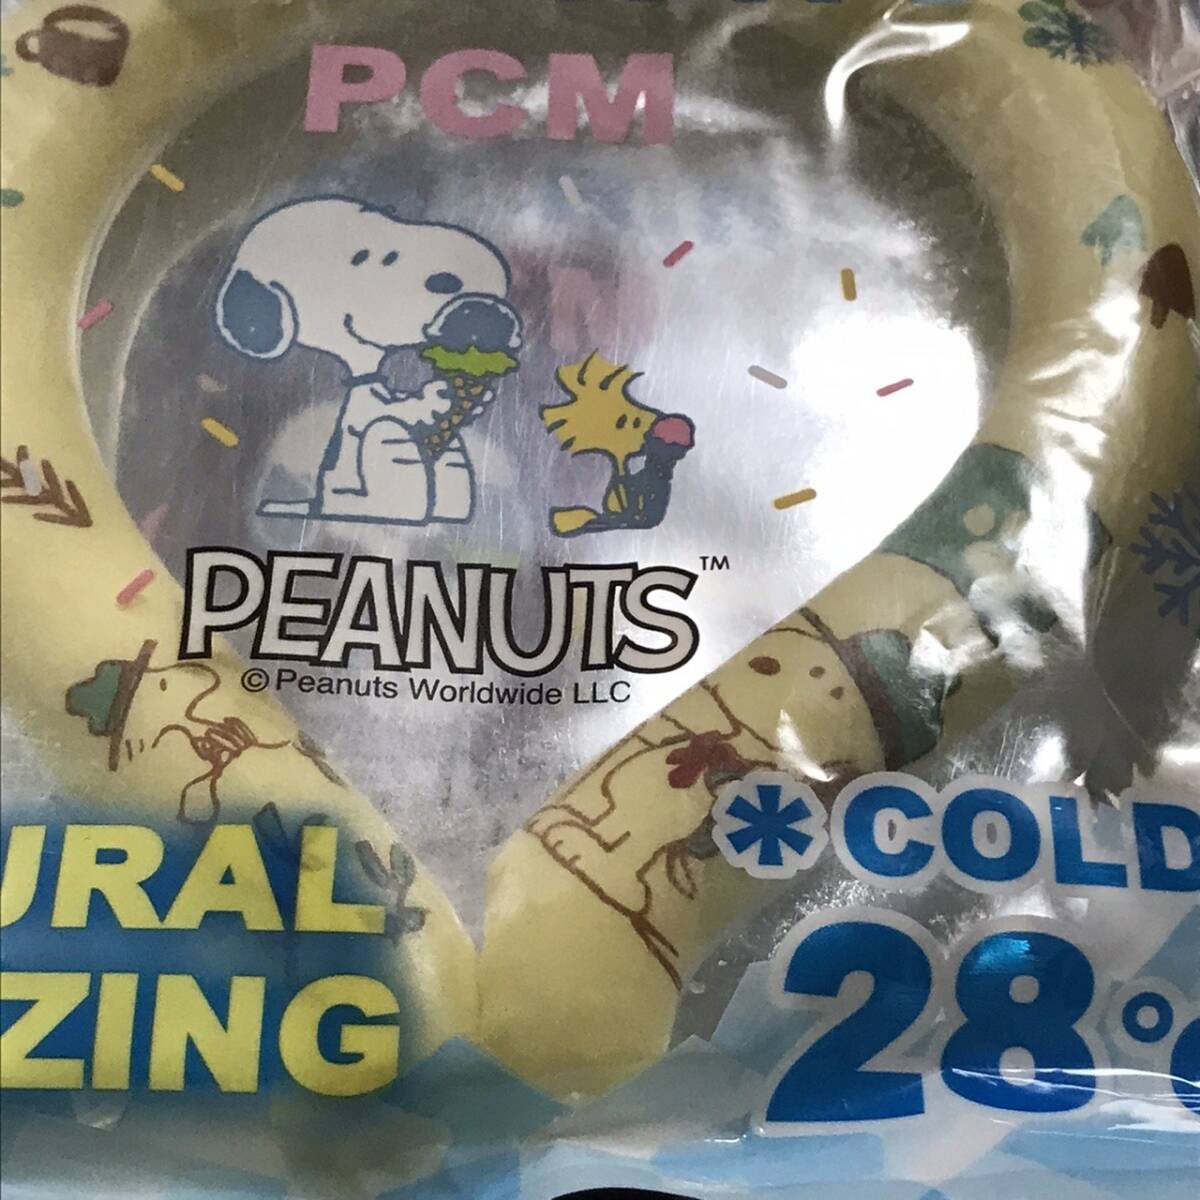 PCM
PEANUTS™
© Peanuts Worldwide LLC
URAL
ZING
*COLD
28°